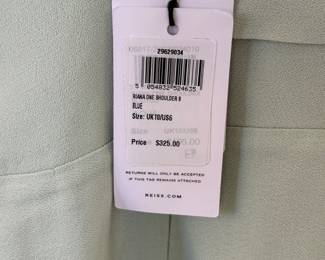 29629034
5 054832 524635
RIANA ONE SHOULDER B
BLUE
Size: UK10/US6
Size
Price - $325.00
RETURNS WILL ONLY BE ACCEPTED
IF THIS TAG REMAINS ATTACHED
REISS.COM